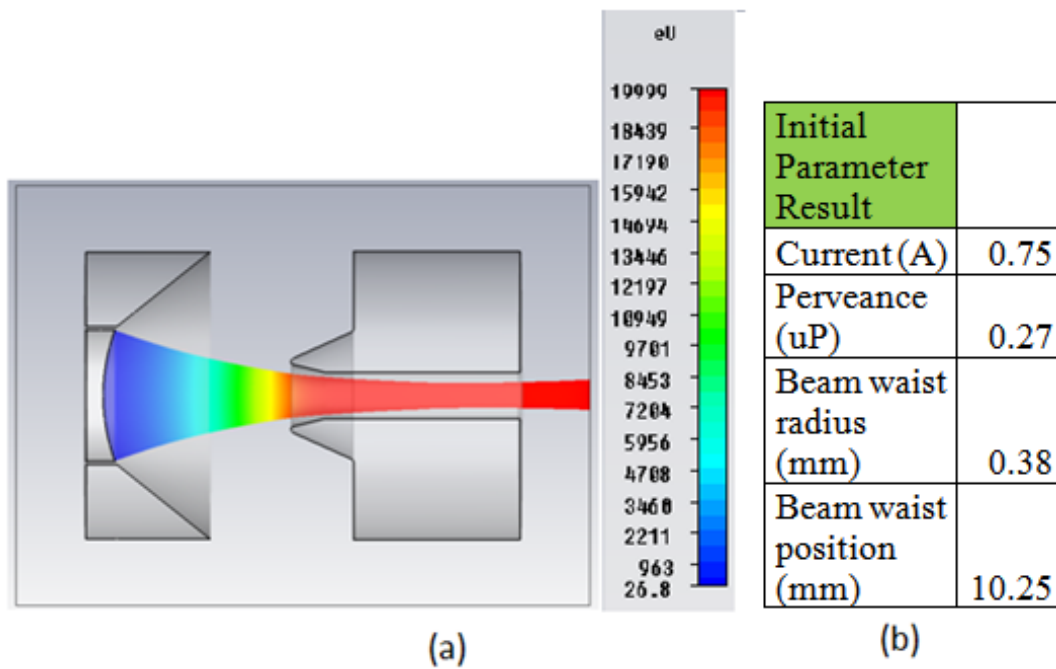 eU
19999
18439
17190
15942
14694
13446
12197
10949
9701
8453
7204
5956
4708
3460
2211
963
26.8
Initial
Parameter
Result
Current (A) 0.75
Perveance
(uP) 0.27
Beam waist
radius
(mm) 0.38
Beam waist
position
(mm) 10.25
(a)
(b)